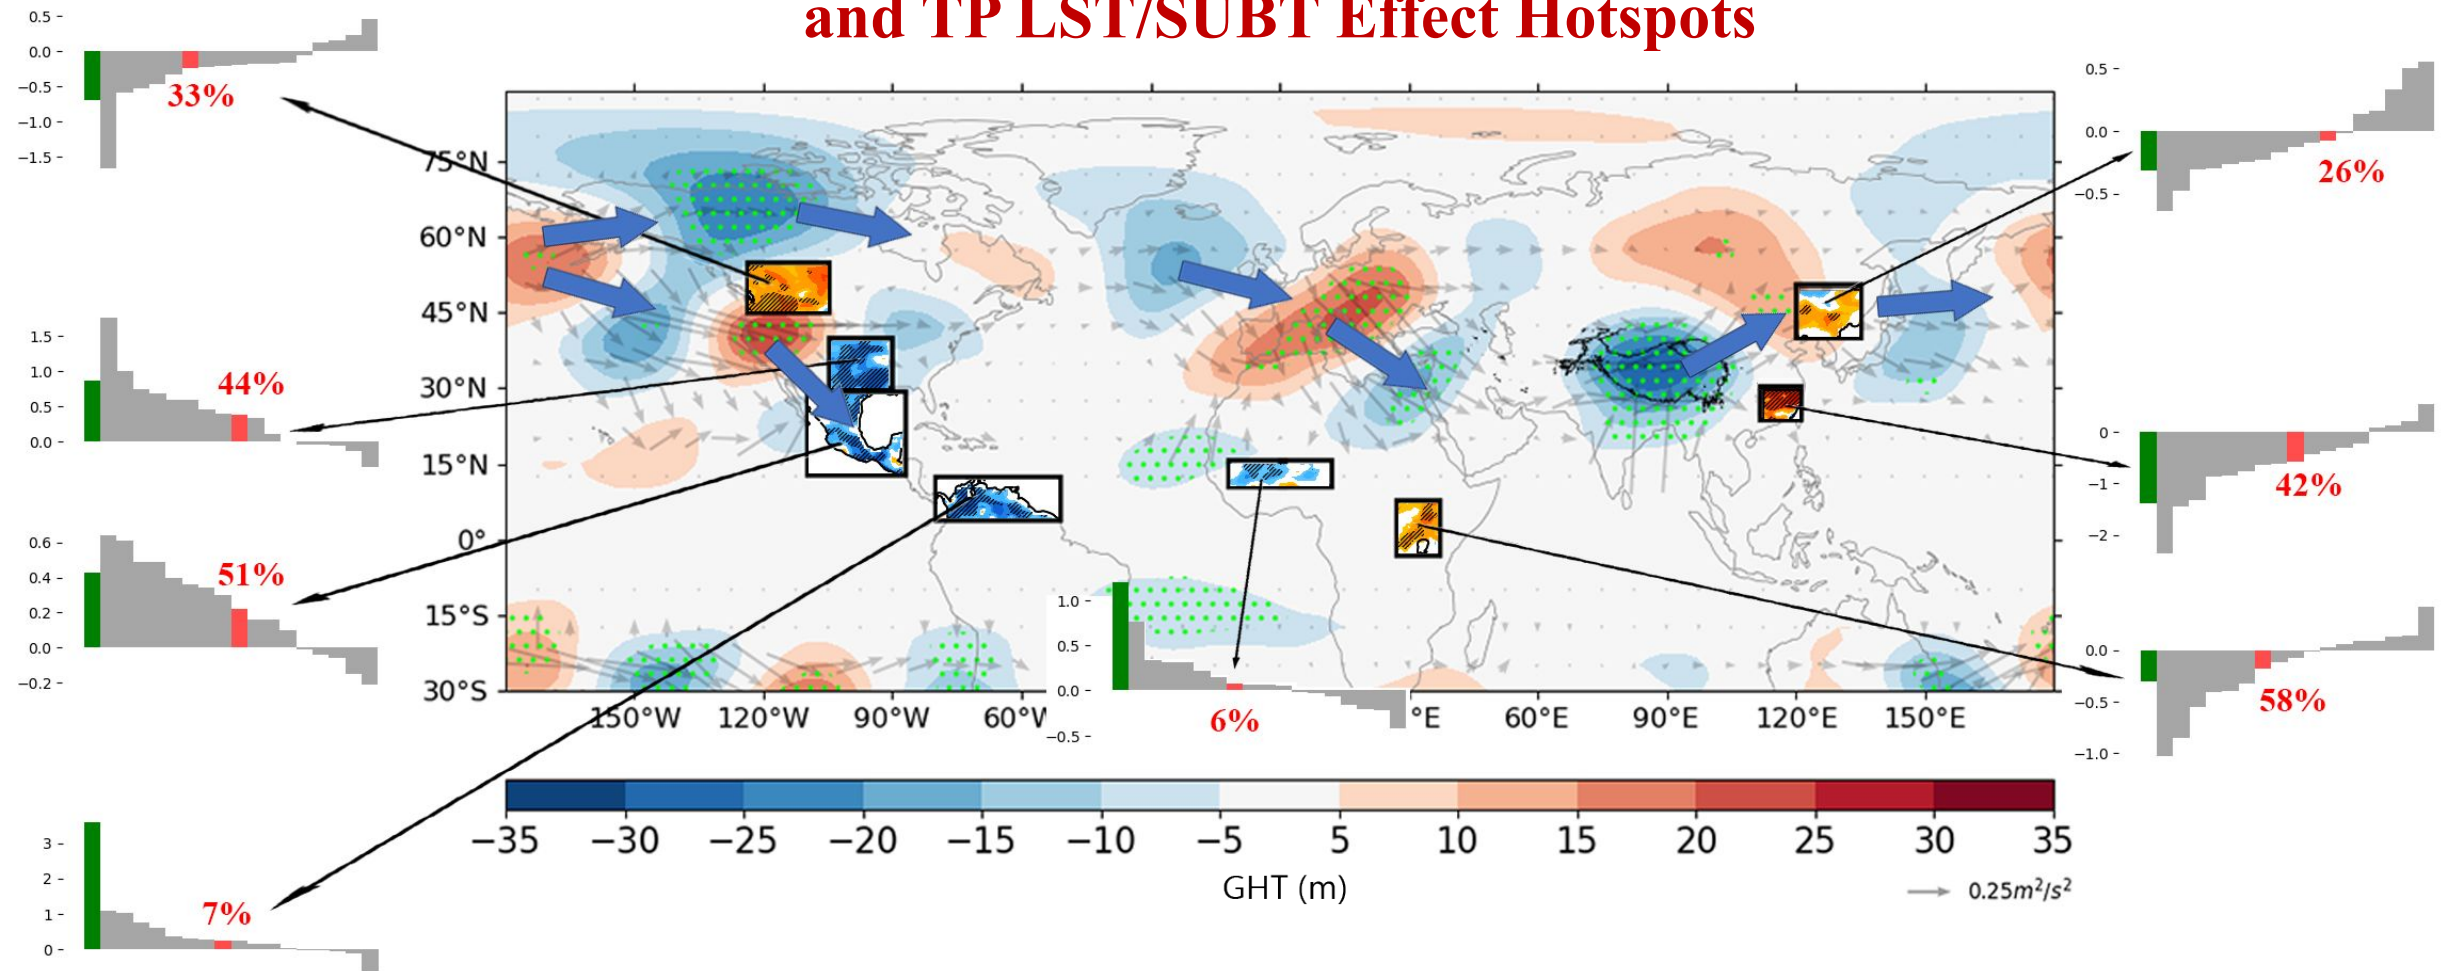 and TP LST/SUBT Effect Hotspots
0.5
0.0
−0.5
−1.0
−1.5
33%
1.5
1.0
0.5
0.0
44%
0.6
0.4
0.2
0.0
−0.2
51%
3
2
1
0
7%
75°N
60°N
45°N
30°N
15°N
0°
15°S
30°S
150°W
120°W
90°W
60°W
1.0
0.5
0.0
−0.5
6%
°E
60°E
90°E
120°E
150°E
0.5
0.0
−0.5
26%
0
−1
−2
42%
0.0
−0.5
−1.0
58%
−35 −30 −25 −20 −15 −10 −5 5 10 15 20 25 30 35
GHT (m)
0.25m²/s²